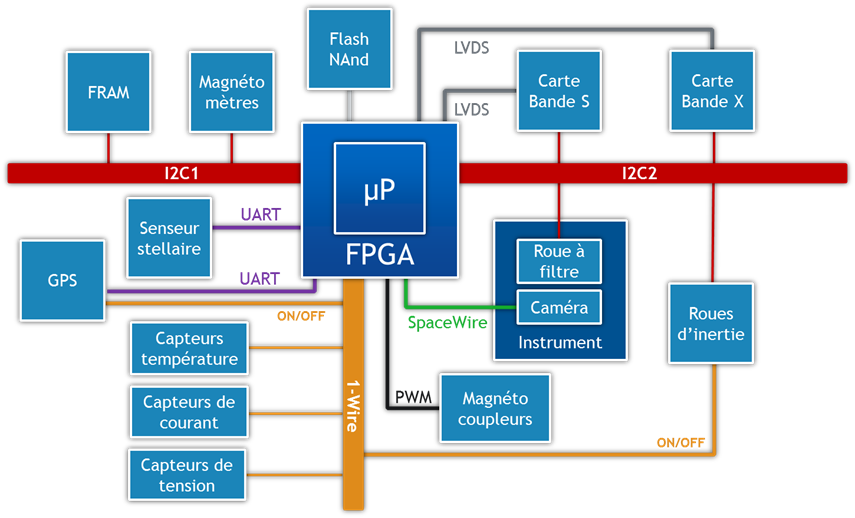 Flash
NAnd
LVDS
FRAM
Magnéto
mètres
Carte
Bande S
Carte
Bande X
LVDS
I2C1
I2C2
µP
FPGA
UART
Senseur
stellaire
GPS
UART
ON/OFF
Roue à
filtre
Caméra
Instrument
SpaceWire
Roues
d’inertie
Capteurs
température
1-Wire
PWM
Magnéto
coupleurs
Capteurs de
courant
ON/OFF
Capteurs de
tension